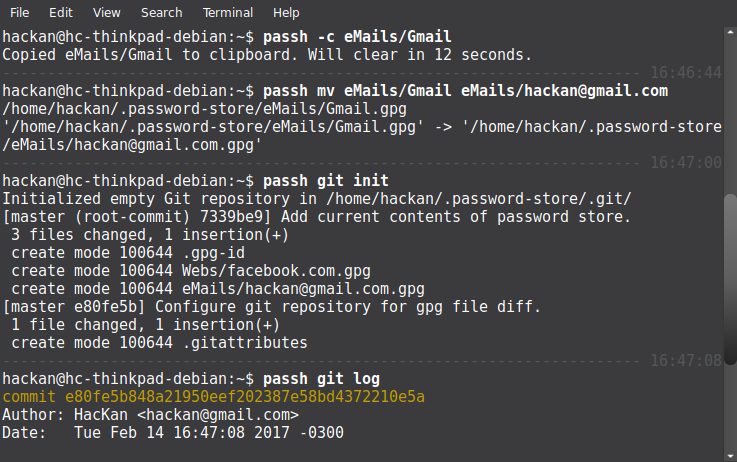 File Edit View Search Terminal Help
hackan@hc-thinkpad-debian:~$ passh -c eMails/Gmail
Copied eMails/Gmail to clipboard. Will clear in 12 seconds.
----------------------------------------------------------------------- 16:46:44
hackan@hc-thinkpad-debian:~$ passh mv eMails/Gmail eMails/hackan@gmail.com
/home/hackan/.password-store/eMails/Gmail.gpg
'/home/hackan/.password-store/eMails/Gmail.gpg' -> '/home/hackan/.password-store
/eMails/hackan@gmail.com.gpg'
----------------------------------------------------------------------- 16:47:00
hackan@hc-thinkpad-debian:~$ passh git init
Initialized empty Git repository in /home/hackan/.password-store/.git/
[master (root-commit) 7339be9] Add current contents of password store.
 3 files changed, 1 insertion(+)
 create mode 100644 .gpg-id
 create mode 100644 Webs/facebook.com.gpg
 create mode 100644 eMails/hackan@gmail.com.gpg
[master e80fe5b] Configure git repository for gpg file diff.
 1 file changed, 1 insertion(+)
 create mode 100644 .gitattributes
----------------------------------------------------------------------- 16:47:08
hackan@hc-thinkpad-debian:~$ passh git log
commit e80fe5b848a21950eef202387e58bd4372210e5a
Author: HacKan <hackan@gmail.com>
Date:   Tue Feb 14 16:47:08 2017 -0300